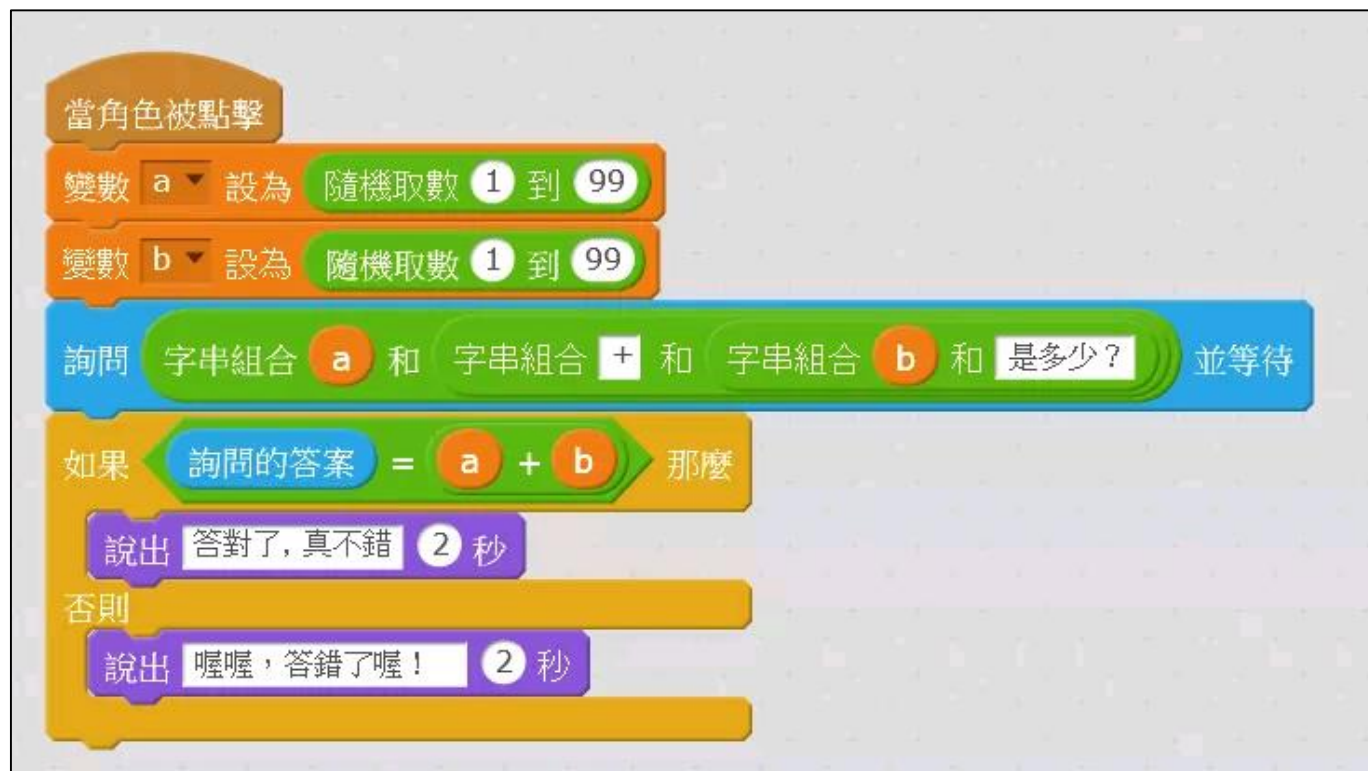 當角色被點擊
變數 a 設為 隨機取數 1 到 99
變數 b 設為 隨機取數 1 到 99
詢問 字串組合 a 和 字串組合 + 和 字串組合 b 和 是多少? 並等待
如果 詢問的答案 = a + b 那麼
說出 答對了, 真不錯 2 秒
否則
說出 喔喔，答錯了喔! 2 秒